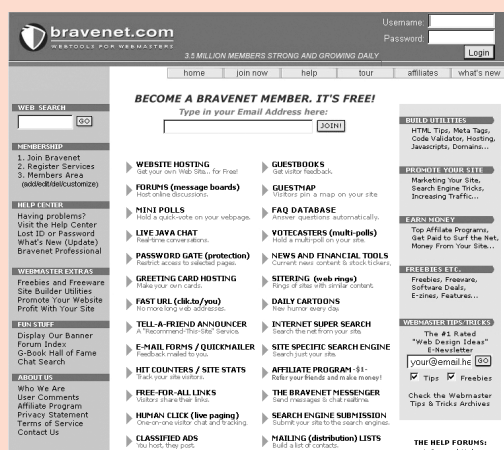 bravenet.com
WEBTOOLS FOR WEBMASTERS
3.5 MILLION MEMBERS STRONG AND GROWING DAILY
Username:
Password:
Login
home join now help tour affiliates what's new
WEB SEARCH
GO
MEMBERSHIP
1. Join Bravenet
2. Register Services
3. Members Area
(add/edit/del/customize)
HELP CENTER
Having problems?
Visit the Help Center
Lost ID or Password
What's New (Update)
Bravenet Professional
WEBMASTER EXTRAS
Freebies and Freeware
Site Builder Utilities
Promote Your Website
Profit With Your Site
FUN STUFF
Display Our Banner
Forum Index
G-Book Hall of Fame
Chat Search
ABOUT US
Who We Are
User Comments
Affiliate Program
Privacy Statement
Terms of Service
Contact Us
BECOME A BRAVENET MEMBER. IT'S FREE!
Type in your Email Address here:
JOIN!
WEBSITE HOSTING
Get your own Web Site... for Free!
FORUMS (message boards)
Host online discussions.
MINI POLLS
Hold a quick-vote on your webpage.
LIVE JAVA CHAT
Real-time conversations.
PASSWORD GATE (protection)
Restrict access to selected pages.
GREETING CARD HOSTING
Make your own cards.
FAST URL (clik.to/you)
No more long web addresses.
TELL-A-FRIEND ANNOUNCER
A "Recommend-This-Site" Service.
E-MAIL FORMS / QUICKMAILER
Feedback mailed to you.
HIT COUNTERS / SITE STATS
Track your site visitors.
FREE-FOR-ALL LINKS
Visitors share their links.
HUMAN CLICK (live paging)
One-on-one visitor chat and tracking.
CLASSIFIED ADS
You host, they post.
GUESTBOOKS
Get visitor feedback.
GUESTMAP
Visitors pin a map on your site
FAQ DATABASE
Answer questions automatically.
VOTECASTERS (multi-polls)
Hold a multi-poll on your site.
NEWS AND FINANCIAL TOOLS
Current news content & stock tickers.
SITERING (web rings)
Rings of sites with similar content.
DAILY CARTOONS
New humor every day.
INTERNET SUPER SEARCH
Search the net from your site.
SITE SPECIFIC SEARCH ENGINE
Search just your site.
AFFILIATE PROGRAM -$$-
Refer your friends and make money!
THE BRAVENET MESSENGER
Send messages & chat realtime.
SEARCH ENGINE SUBMISSION
Submit your site to the search engines.
MAILING (distribution) LISTS
Build a list of contacts.
BUILD UTILITIES
HTML Tips, Meta Tags,
Code Validator, Hosting,
Javascripts, Domains...
PROMOTE YOUR SITE
Marketing Your Site,
Search Engine Tricks,
Increasing Traffic...
EARN MONEY
Top Affiliate Programs,
Get Paid to Surf the Net,
Money From Your Site...
FREEBIES ETC.
Freebies, Freeware,
Software Deals,
E-zines, Features...
WEBMASTER TIPS/TRICKS
The #1 Rated
"Web Design Ideas"
E-Newsletter
your@email.he GO
Tips Freebies
Check the Webmaster
Tips & Tricks Archives
THE HELP FORUMS: